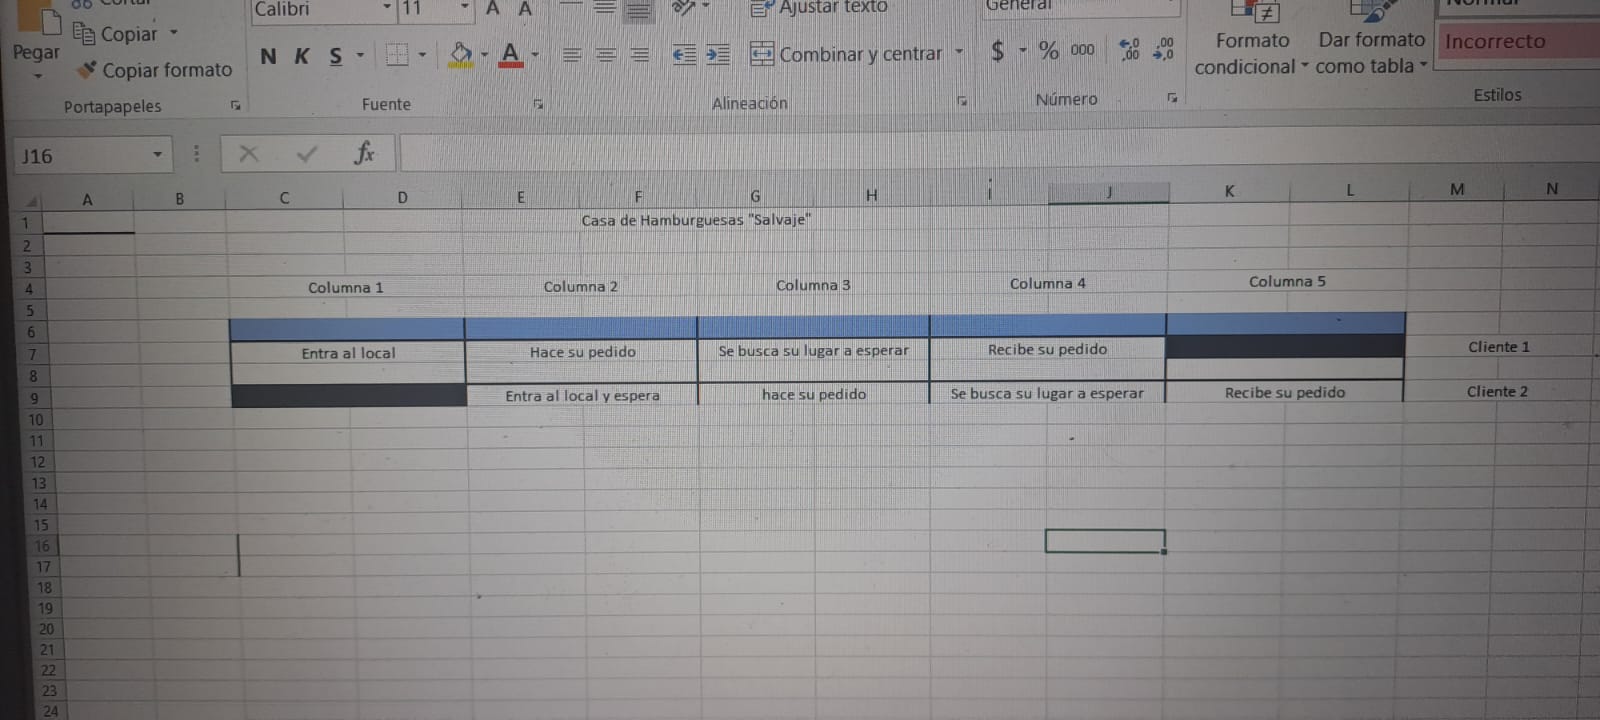 Cortar
Calibri 11 A A Ajustar texto General Normal
Pegar Copiar
Copiar formato
N K S A Combinar y centrar $ % 000 ,0 ,00 ,00 ,0
Formato condicional Dar formato como tabla Incorrecto
Portapapeles Fuente Alineación Número Estilos
J16 fx
A B C D E F G H I J K L M N
1 Casa de Hamburguesas "Salvaje"
2
3
4 Columna 1 Columna 2 Columna 3 Columna 4 Columna 5
5
6
7 Entra al local Hace su pedido Se busca su lugar a esperar Recibe su pedido Cliente 1
8
9 Entra al local y espera hace su pedido Se busca su lugar a esperar Recibe su pedido Cliente 2
10
11
12
13
14
15
16
17
18
19
20
21
22
23
24